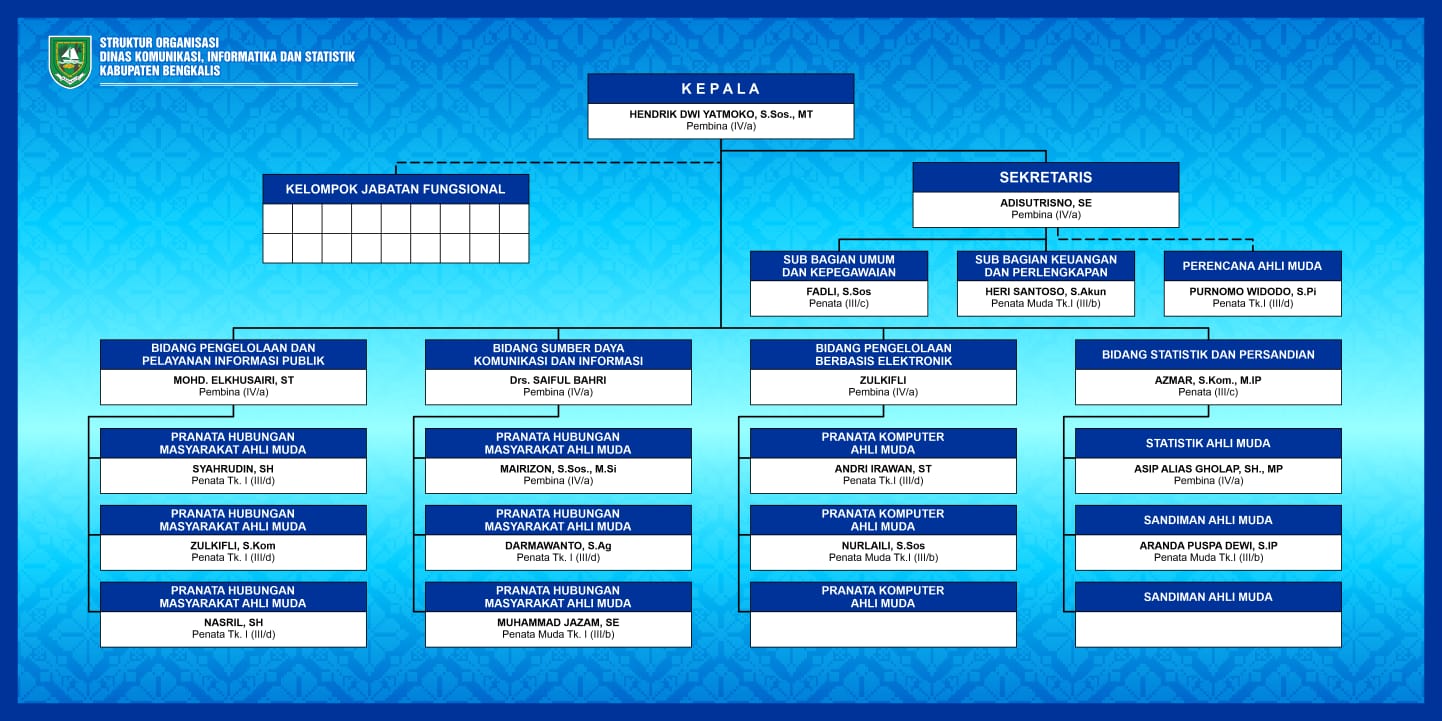 STRUKTUR ORGANISASI
DINAS KOMUNIKASI, INFORMATIKA DAN STATISTIK
KABUPATEN BENGKALIS
KEPALA
HENDRIK DWI YATMOKO, S.Sos., MT
Pembina (IV/a)
KELOMPOK JABATAN FUNGSIONAL
SEKRETARIS
ADISUTRISNO, SE
Pembina (IV/a)
SUB BAGIAN UMUM
DAN KEPEGAWAIAN
FADLI, S.Sos
Penata (III/c)
SUB BAGIAN KEUANGAN
DAN PERLENGKAPAN
HERI SANTOSO, S.Akun
Penata Muda Tk.I (III/b)
PERENCANA AHLI MUDA
PURNOMO WIDODO, S.Pi
Penata Tk.I (III/d)
BIDANG PENGELOLAAN DAN
PELAYANAN INFORMASI PUBLIK
MOHD. ELKHUSAIRI, ST
Pembina (IV/a)
PRANATA HUBUNGAN
MASYARAKAT AHLI MUDA
SYAHRUDIN, SH
Penata Tk. I (III/d)
PRANATA HUBUNGAN
MASYARAKAT AHLI MUDA
ZULKIFLI, S.Kom
Penata Tk. I (III/d)
PRANATA HUBUNGAN
MASYARAKAT AHLI MUDA
NASRIL, SH
Penata Tk. I (III/d)
BIDANG SUMBER DAYA
KOMUNIKASI DAN INFORMASI
Drs. SAIFUL BAHRI
Pembina (IV/a)
PRANATA HUBUNGAN
MASYARAKAT AHLI MUDA
MAIRIZON, S.Sos., M.Si
Pembina (IV/a)
PRANATA HUBUNGAN
MASYARAKAT AHLI MUDA
DARMAWANTO, S.Ag
Penata Tk. I (III/d)
PRANATA HUBUNGAN
MASYARAKAT AHLI MUDA
MUHAMMAD JAZAM, SE
Penata Muda Tk. I (III/b)
BIDANG PENGELOLAAN
BERBASIS ELEKTRONIK
ZULKIFLI
Pembina (IV/a)
PRANATA KOMPUTER
AHLI MUDA
ANDRI IRAWAN, ST
Penata Tk.I (III/d)
PRANATA KOMPUTER
AHLI MUDA
NURLAILI, S.Sos
Penata Muda Tk.I (III/b)
PRANATA KOMPUTER
AHLI MUDA
BIDANG STATISTIK DAN PERSANDIAN
AZMAR, S.Kom., M.IP
Penata (III/c)
STATISTIK AHLI MUDA
ASIP ALIAS GHOLAP, SH., MP
Pembina (IV/a)
SANDIMAN AHLI MUDA
ARANDA PUSPA DEWI, S.IP
Penata Muda Tk.I (III/b)
SANDIMAN AHLI MUDA